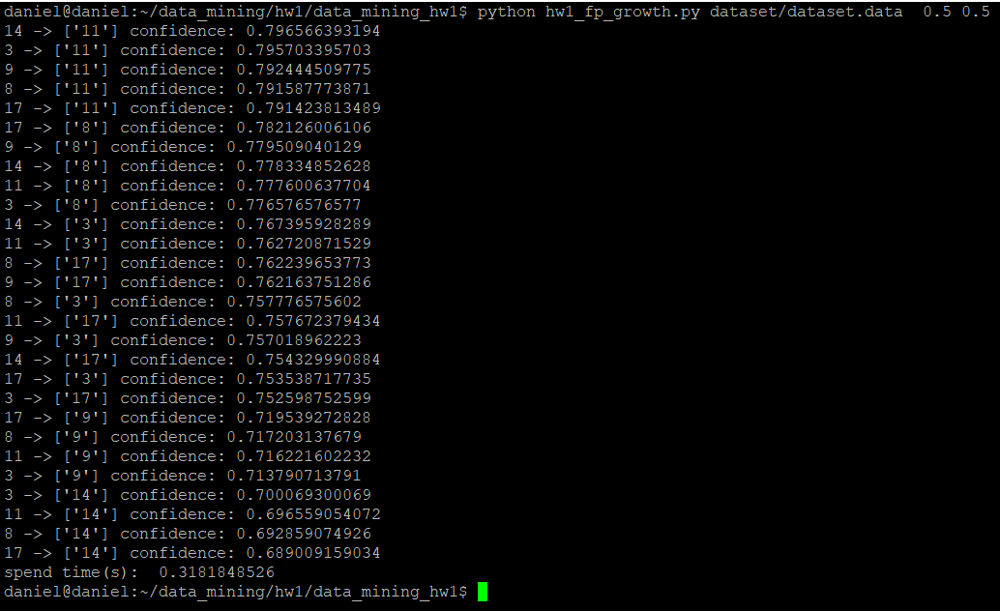 daniel@daniel:~/data_mining/hw1/data_mining_hw1$ python hw1_fp_growth.py dataset/dataset.data  0.5 0.5
14 -> ['11'] confidence: 0.796566393194
3 -> ['11'] confidence: 0.795703395703
9 -> ['11'] confidence: 0.792444509775
8 -> ['11'] confidence: 0.791587773871
17 -> ['11'] confidence: 0.791423813489
17 -> ['8'] confidence: 0.782126006106
9 -> ['8'] confidence: 0.779509040129
14 -> ['8'] confidence: 0.778334852628
11 -> ['8'] confidence: 0.777600637704
3 -> ['8'] confidence: 0.776576576577
14 -> ['3'] confidence: 0.767395928289
11 -> ['3'] confidence: 0.762720871529
8 -> ['17'] confidence: 0.762239653773
9 -> ['17'] confidence: 0.762163751286
8 -> ['3'] confidence: 0.757776575602
11 -> ['17'] confidence: 0.757672379434
9 -> ['3'] confidence: 0.757018962223
14 -> ['17'] confidence: 0.754329990884
17 -> ['3'] confidence: 0.753538717735
3 -> ['17'] confidence: 0.752598752599
17 -> ['9'] confidence: 0.719539272828
8 -> ['9'] confidence: 0.717203137679
11 -> ['9'] confidence: 0.716221602232
3 -> ['9'] confidence: 0.713790713791
3 -> ['14'] confidence: 0.700069300069
11 -> ['14'] confidence: 0.696559054072
8 -> ['14'] confidence: 0.692859074926
17 -> ['14'] confidence: 0.689009159034
spend time(s):  0.3181848526
daniel@daniel:~/data_mining/hw1/data_mining_hw1$